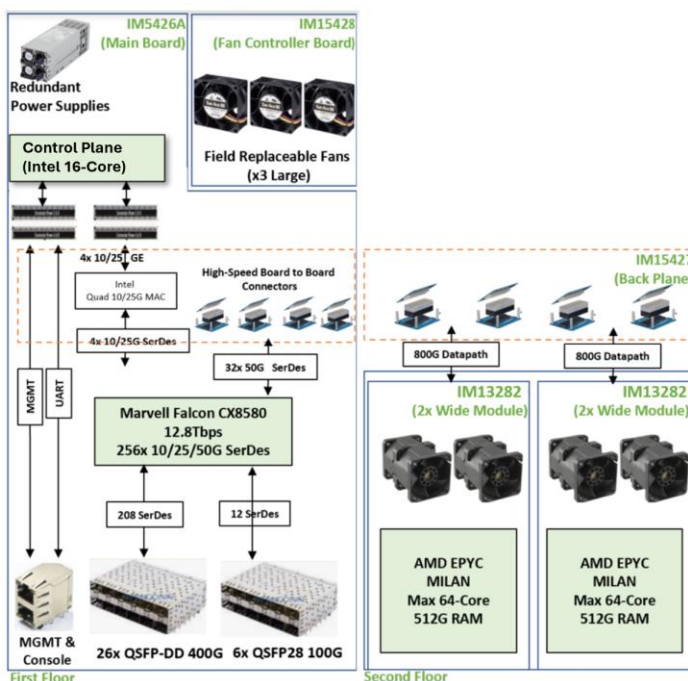 IM5426A
(Main Board)
Redundant
Power Supplies
IM15428
(Fan Controller Board)
Field Replaceable Fans
(x3 Large)
Control Plane
(Intel 16-Core)
4x 10/25 GE
Intel
Quad 10/25G MAC
4x 10/25G SerDes
High-Speed Board to Board
Connectors
32x 50G SerDes
MGMT
UART
Marvell Falcon CX8580
12.8Tbps
256x 10/25/50G SerDes
208 SerDes
12 SerDes
MGMT &
Console
26x QSFP-DD 400G
6x QSFP28 100G
First Floor
IM15427
(Back Plane
800G Datapath
800G Datapath
IM13282
(2x Wide Module)
AMD EPYC
MILAN
Max 64-Core
512G RAM
IM13282
(2x Wide Module)
AMD EPYC
MILAN
Max 64-Core
512G RAM
Second Floor